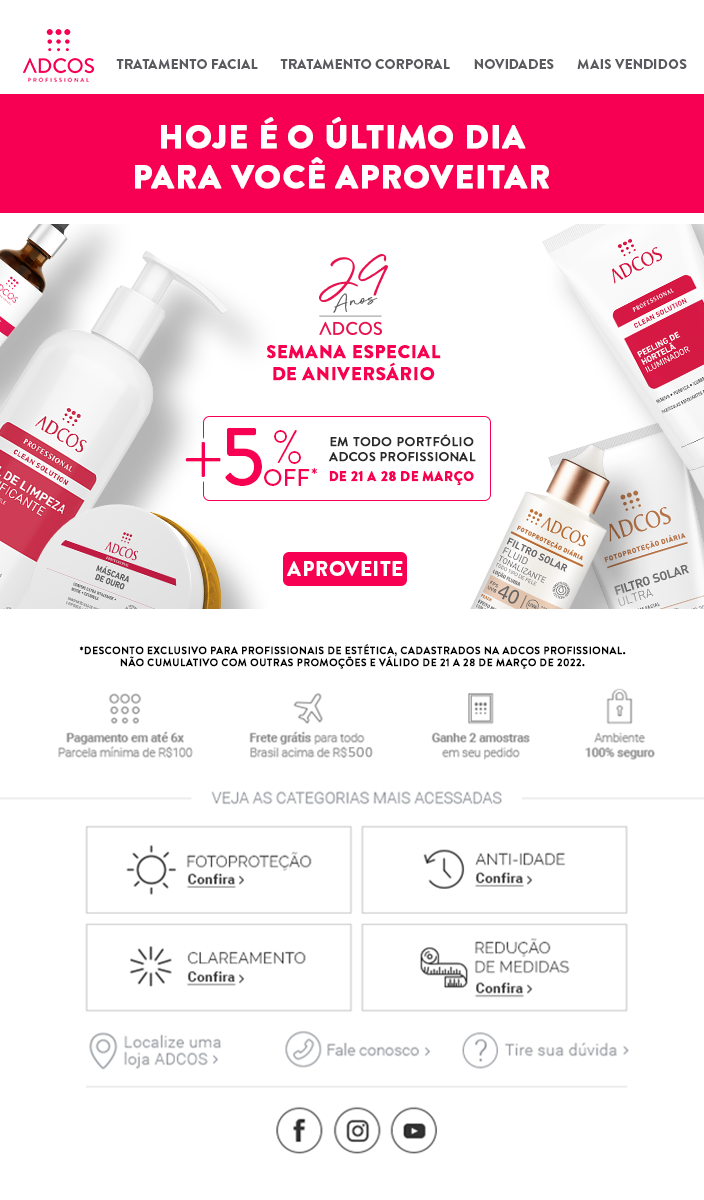 ADCOS
PROFISSIONAL
TRATAMENTO FACIAL
TRATAMENTO CORPORAL
NOVIDADES
MAIS VENDIDOS
HOJE É O ÚLTIMO DIA
PARA VOCÊ APROVEITAR
29
Anos
ADCOS
SEMANA ESPECIAL
DE ANIVERSÁRIO
+5% OFF*
EM TODO PORTFÓLIO
ADCOS PROFISSIONAL
DE 21 A 28 DE MARÇO
APROVEITE
ADCOS
PROFESSIONAL
CLEAN SOLUTION
L DE LIMPEZA
IFICANTE
ADCOS
MÁSCARA
DE OURO
ADCOS
PROFESSIONAL
CLEAN SOLUTION
PEELING DE
HORTELÃ
ILUMINADOR
ADCOS
FOTOPROTEÇÃO DIÁRIA
FILTRO SOLAR
FLUID
TONALIZANTE
TODO TIPO DE PELE
40
ADCOS
FOTOPROTEÇÃO DIÁRIA
FILTRO SOLAR
ULTRA
*DESCONTO EXCLUSIVO PARA PROFISSIONAIS DE ESTÉTICA, CADASTRADOS NA ADCOS PROFISSIONAL.
NÃO CUMULATIVO COM OUTRAS PROMOÇÕES E VÁLIDO DE 21 A 28 DE MARÇO DE 2022.
Pagamento em até 6x
Parcela mínima de R$100
Frete grátis para todo
Brasil acima de R$500
Ganhe 2 amostras
em seu pedido
Ambiente
100% seguro
VEJA AS CATEGORIAS MAIS ACESSADAS
FOTOPROTEÇÃO
Confira >
ANTI-IDADE
Confira >
CLAREAMENTO
Confira >
REDUÇÃO
DE MEDIDAS
Confira >
Localize uma
loja ADCOS >
Fale conosco >
? Tire sua dúvida >